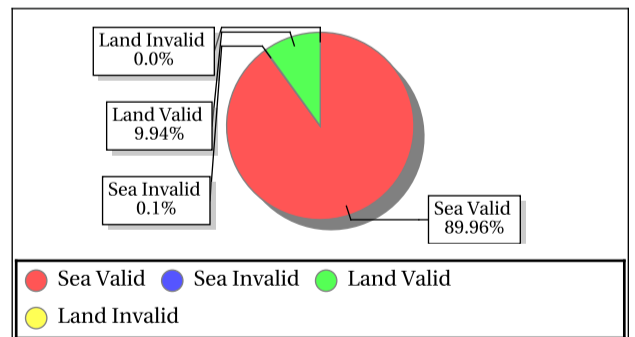 Land Invalid
0.0%
Land Valid
9.94%
Sea Invalid
0.1%
Sea Valid
89.96%
Sea Valid Sea Invalid Land Valid
Land Invalid